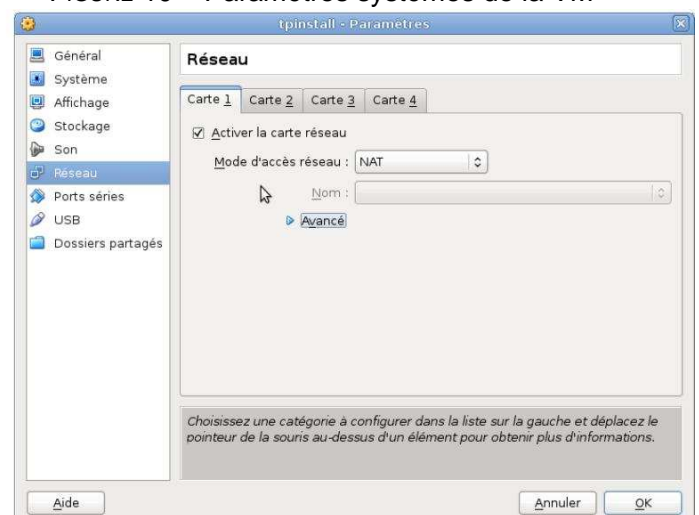 tpinstall - Paramètres
Général
Système
Affichage
Stockage
Son
Réseau
Ports séries
USB
Dossiers partagés
Réseau
Carte 1 Carte 2 Carte 3 Carte 4
Activer la carte réseau
Mode d'accès réseau : NAT
Nom :
Avancé
Choisissez une catégorie à configurer dans la liste sur la gauche et déplacez le
pointeur de la souris au-dessus d'un élément pour obtenir plus d'informations.
Aide Annuler OK